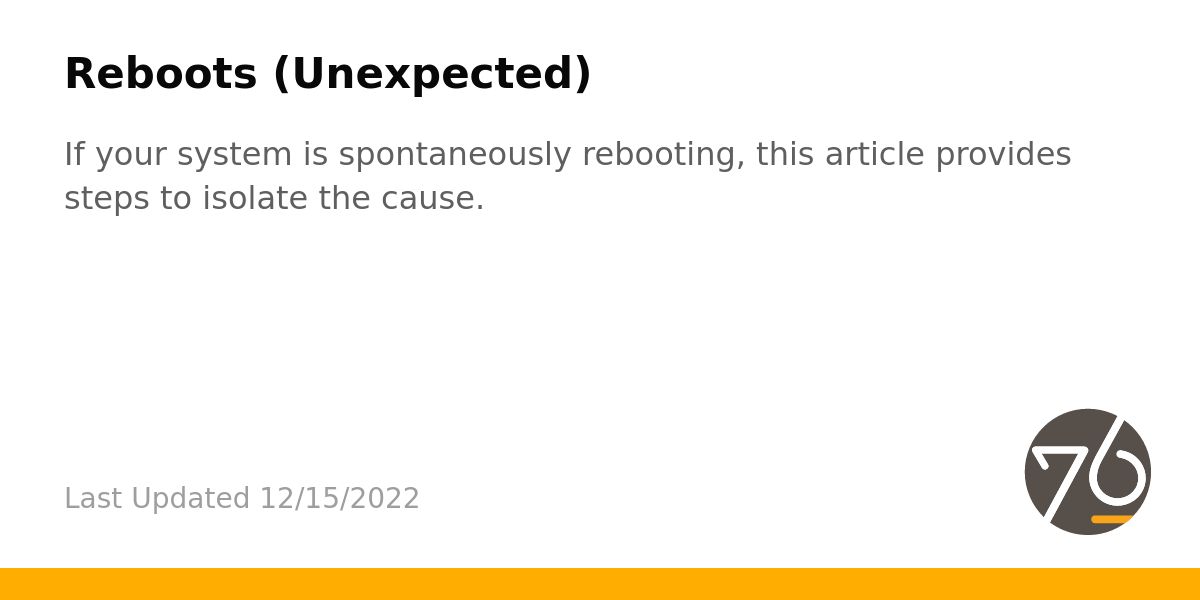 Reboots (Unexpected)
If your system is spontaneously rebooting, this article provides
steps to isolate the cause.
Last Updated 12/15/2022
76